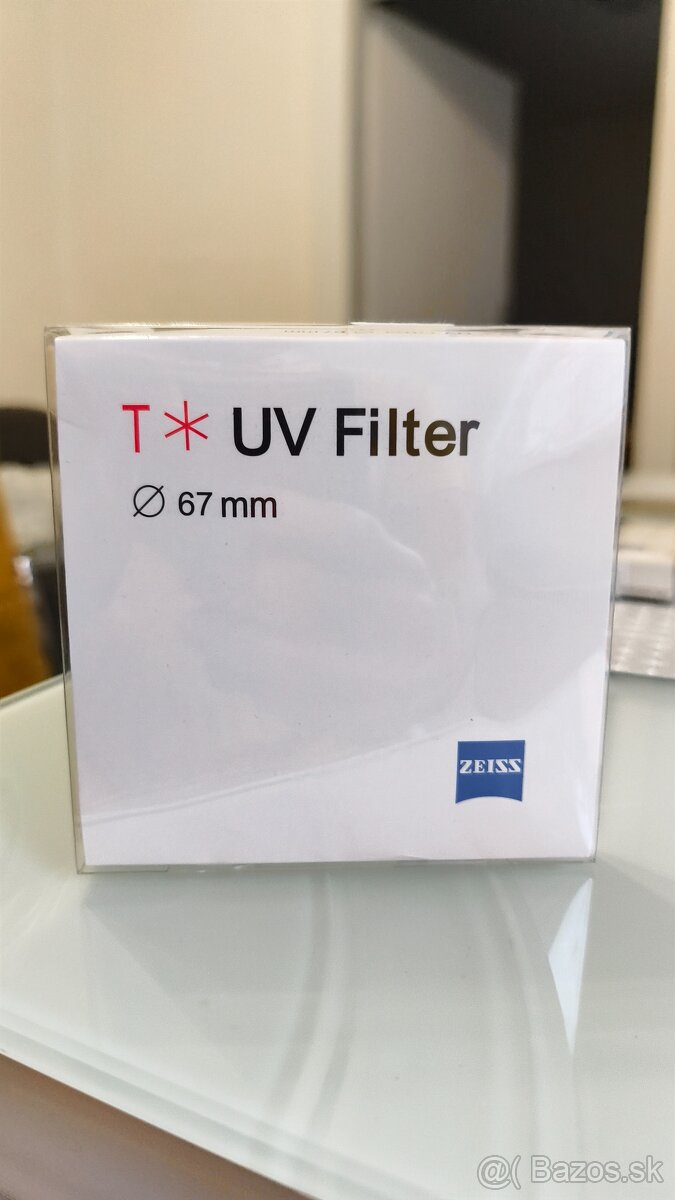 T* UV Filter
Ø 67 mm
ZEISS
@( Bazos.sk